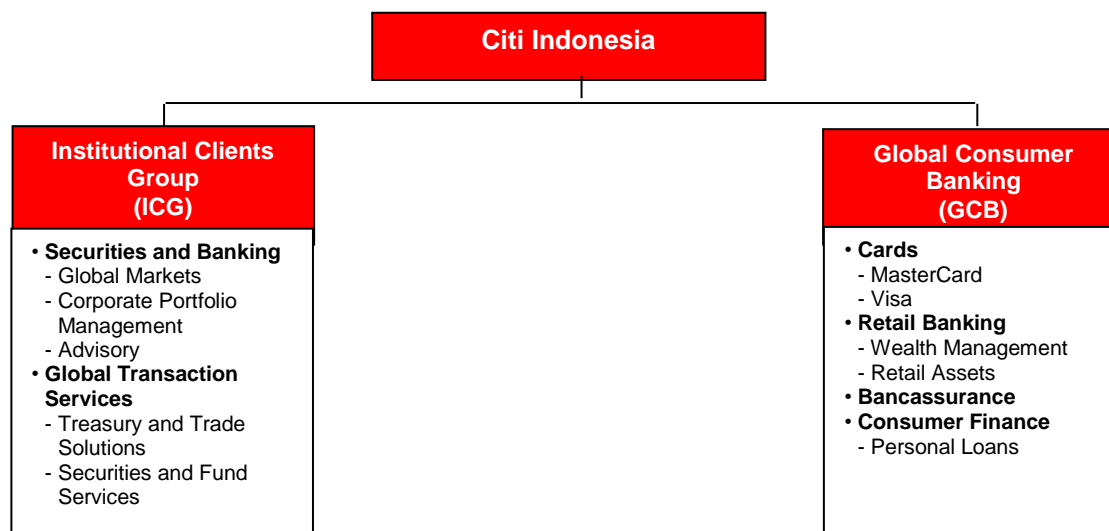 Citi Indonesia
Institutional Clients
Group
(ICG)
• Securities and Banking
- Global Markets
- Corporate Portfolio
Management
- Advisory
• Global Transaction
Services
- Treasury and Trade
Solutions
- Securities and Fund
Services
Global Consumer
Banking
(GCB)
• Cards
- MasterCard
- Visa
• Retail Banking
- Wealth Management
- Retail Assets
• Bancassurance
• Consumer Finance
- Personal Loans